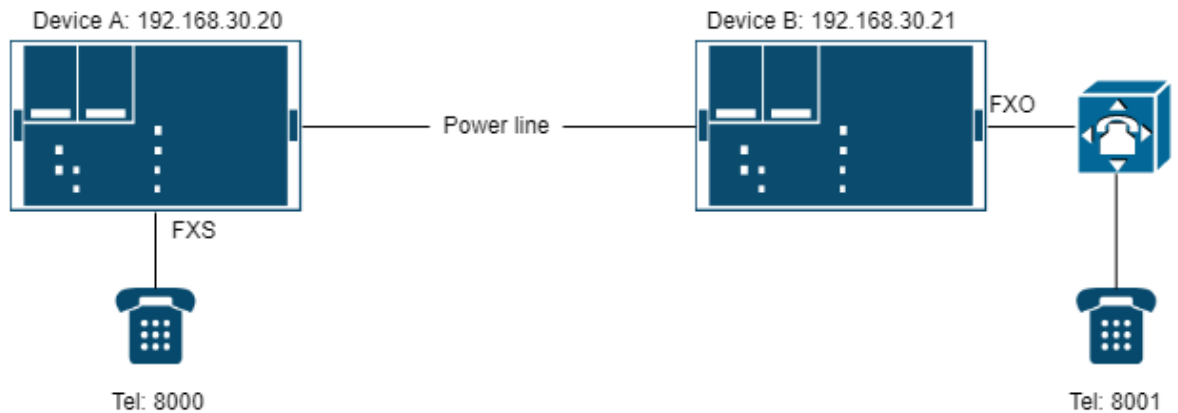 Device A: 192.168.30.20
Device B: 192.168.30.21
FXO
Power line
FXS
Tel: 8000
Tel: 8001